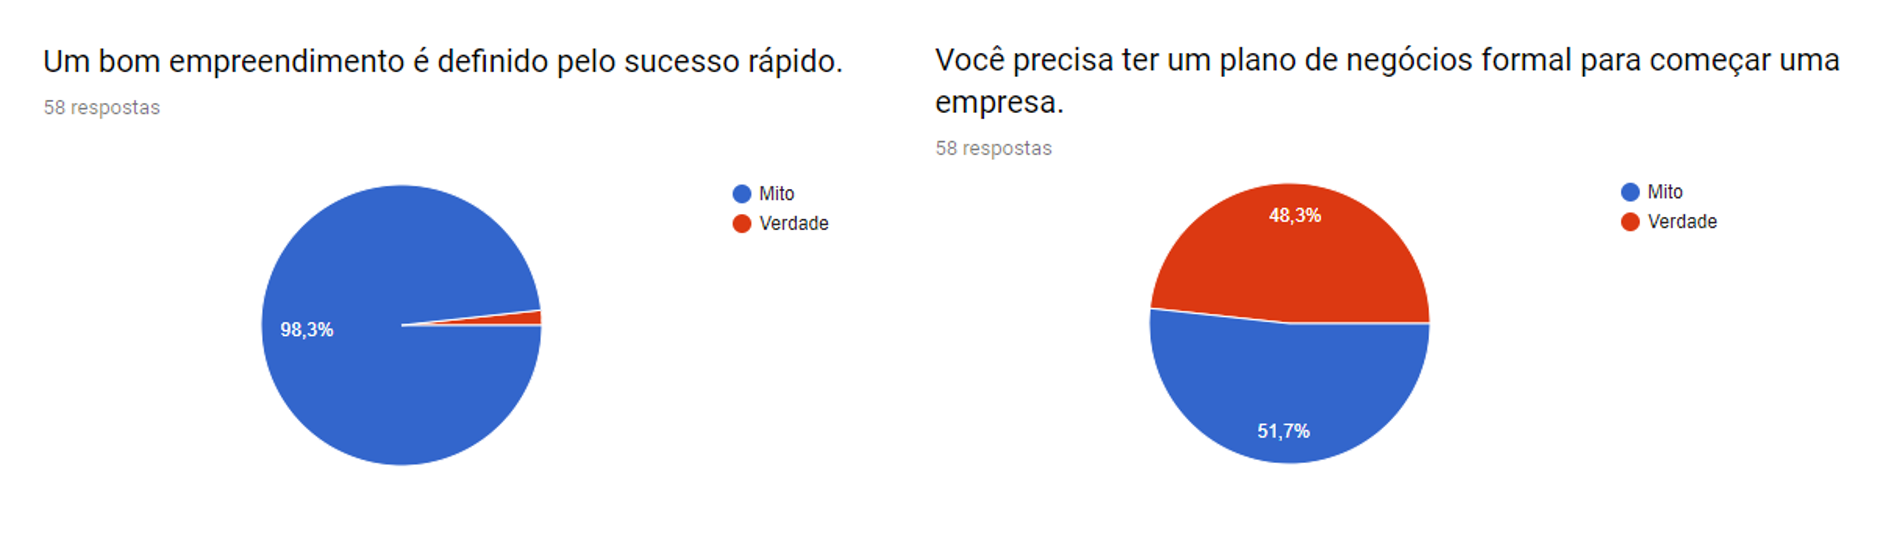 Um bom empreendimento é definido pelo sucesso rápido.
58 respostas
Mito
Verdade
98,3%
Você precisa ter um plano de negócios formal para começar uma
empresa.
58 respostas
Mito
Verdade
48,3%
51,7%